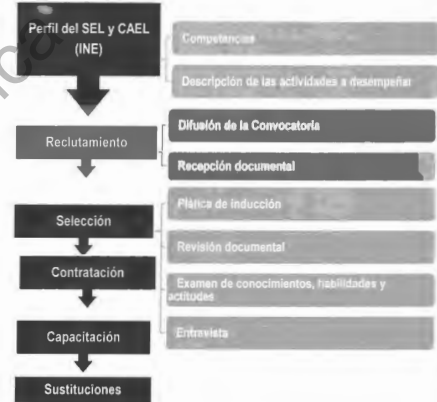 Perfil del SEL y CAEL
(INE)
Competencias
Descripción de las actividades a desempeñar
Reclutamiento
Difusión de la Convocatoria
Recepción documental
Selección
Plática de inducción
Revisión documental
Contratación
Examen de conocimientos, habilidades y
actitudes
Entrevista
Capacitación
Sustituciones